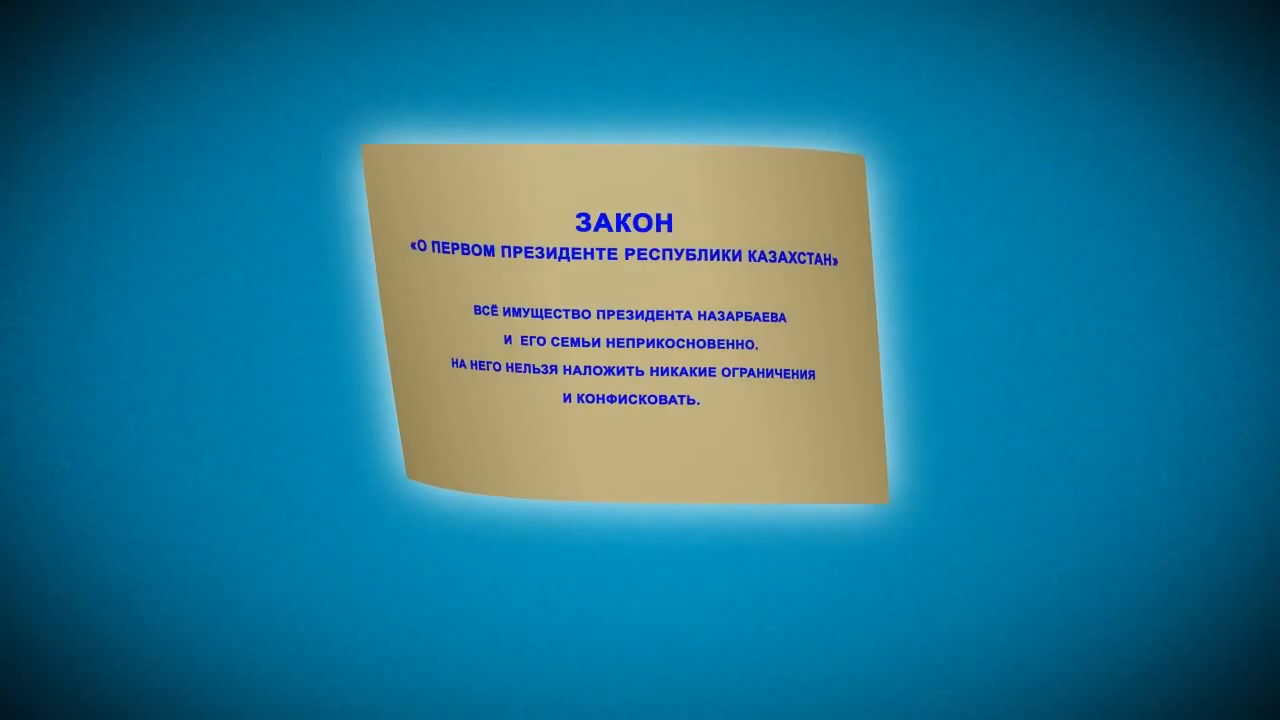 ЗАКОН
«О ПЕРВОМ ПРЕЗИДЕНТЕ РЕСПУБЛИКИ КАЗАХСТАН»
ВСЁ ИМУЩЕСТВО ПРЕЗИДЕНТА НАЗАРБАЕВА
И ЕГО СЕМЬИ НЕПРИКОСНОВЕННО.
НА НЕГО НЕЛЬЗЯ НАЛОЖИТЬ НИКАКИЕ ОГРАНИЧЕНИЯ
И КОНФИСКОВАТЬ.